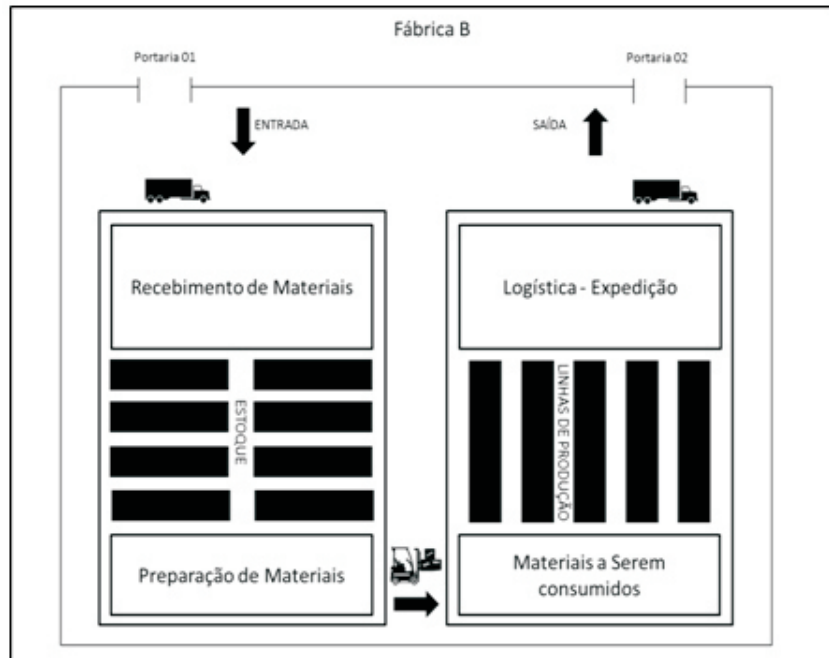 Fábrica B
Portaria 01
Portaria 02
ENTRADA
SAÍDA
Recebimento de Materiais
Logística - Expedição
ESTOQUE
LINHAS DE PRODUÇÃO
Preparação de Materiais
Materiais a Serem
consumidos